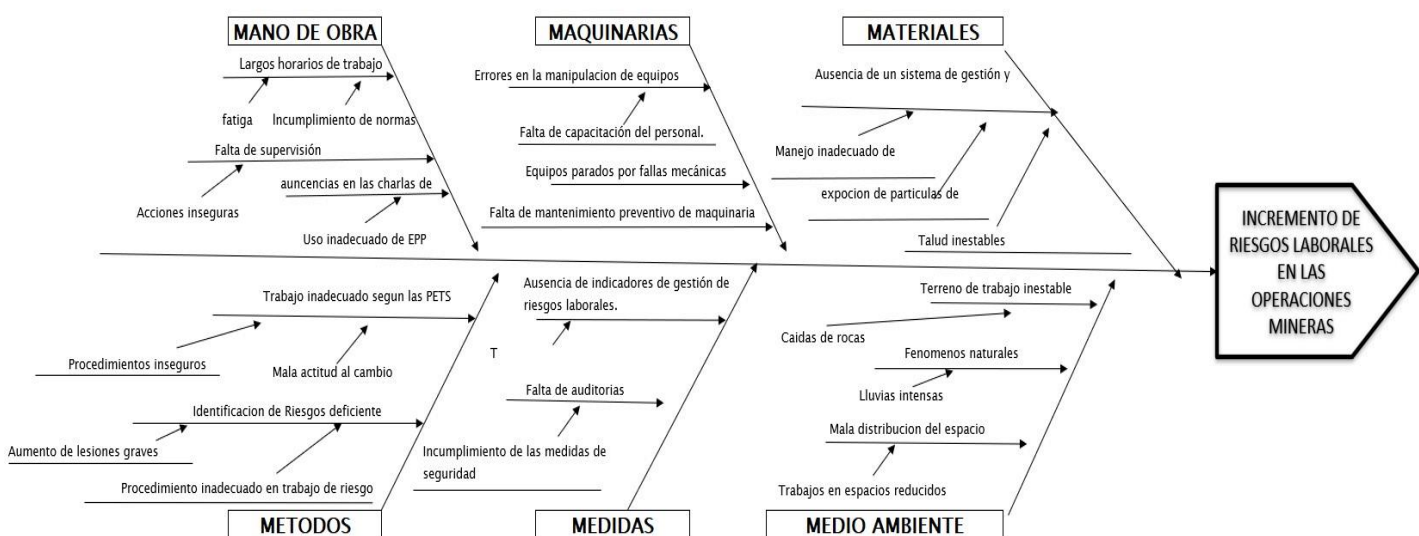 MANO DE OBRA
Largos horarios de trabajo
fatiga
Incumplimiento de normas
Falta de supervisión
Acciones inseguras
auncencias en las charlas de
Uso inadecuado de EPP
MAQUINARIAS
Errores en la manipulacion de equipos
Falta de capacitación del personal.
Equipos parados por fallas mecánicas
Falta de mantenimiento preventivo de maquinaria
MATERIALES
Ausencia de un sistema de gestión y
Manejo inadecuado de
expocion de particulas de
Talud inestables
INCREMENTO DE
RIESGOS LABORALES
EN LAS
OPERACIONES
MINERAS
Trabajo inadecuado segun las PETS
Procedimientos inseguros
Mala actitud al cambio
Identificacion de Riesgos deficiente
Aumento de lesiones graves
Procedimiento inadecuado en trabajo de riesgo
METODOS
Ausencia de indicadores de gestión de
riesgos laborales.
T
Falta de auditorias
Incumplimiento de las medidas de
seguridad
MEDIDAS
Terreno de trabajo inestable
Caidas de rocas
Fenomenos naturales
Lluvias intensas
Mala distribucion del espacio
Trabajos en espacios reducidos
MEDIO AMBIENTE